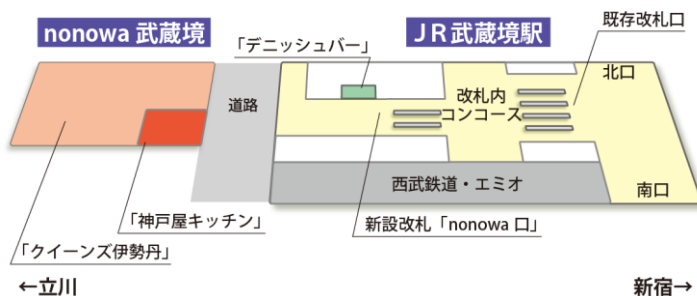 nonowa 武蔵境
JR武蔵境駅
既存改札口
「デニッシュバー」
北口
道路
改札内
コンコース
西武鉄道・エミオ
南口
「神戸屋キッチン」
新設改札「nonowa 口」
「クイーンズ伊勢丹」
←立川
新宿→